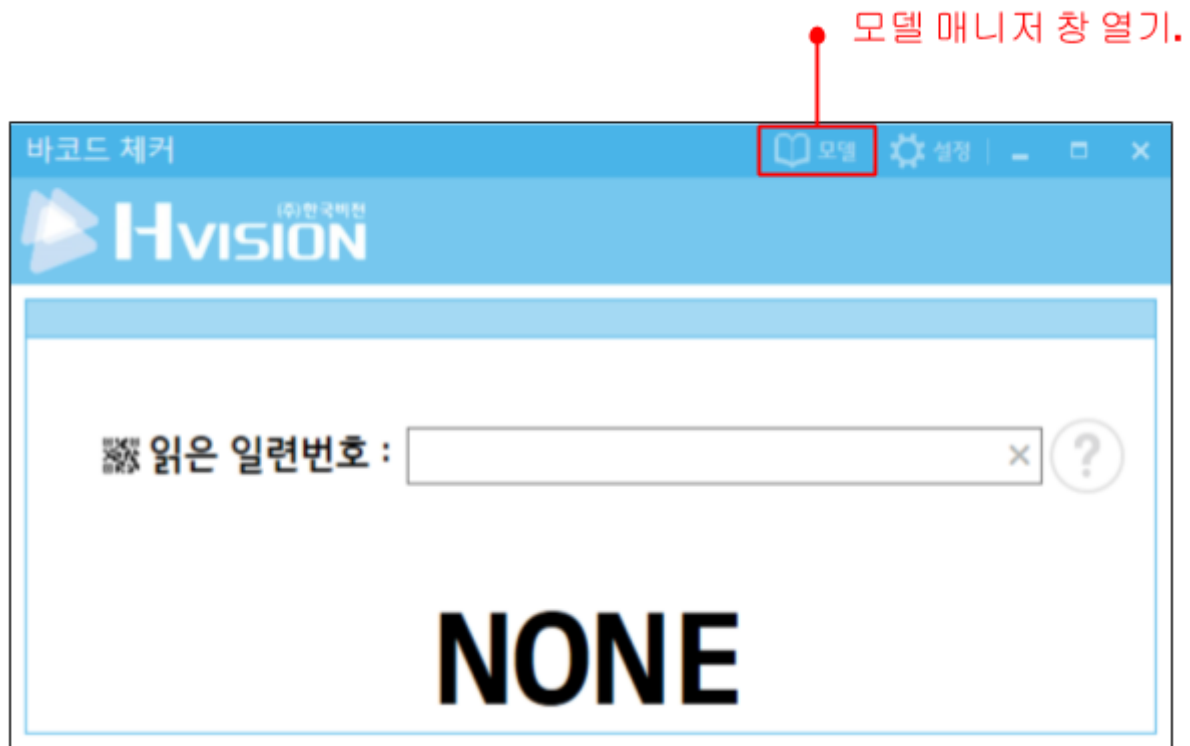 모델 매니저 창 열기.
바코드 체커 모델 설정
(주)한국비전
HVISION
읽은 일련번호 :
?
NONE